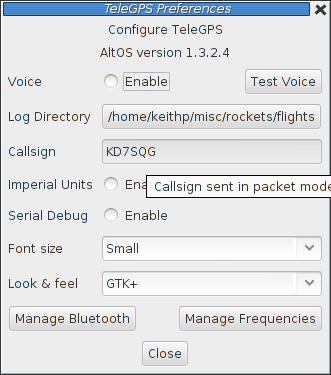 TeleGPS Preferences
Configure TeleGPS
AltOS version 1.3.2.4
Voice Enable Test Voice
Log Directory /home/keithp/misc/rockets/flights
Callsign KD7SQG
Imperial Units Ena Callsign sent in packet mode
Serial Debug Enable
Font size Small
Look & feel GTK+
Manage Bluetooth Manage Frequencies
Close